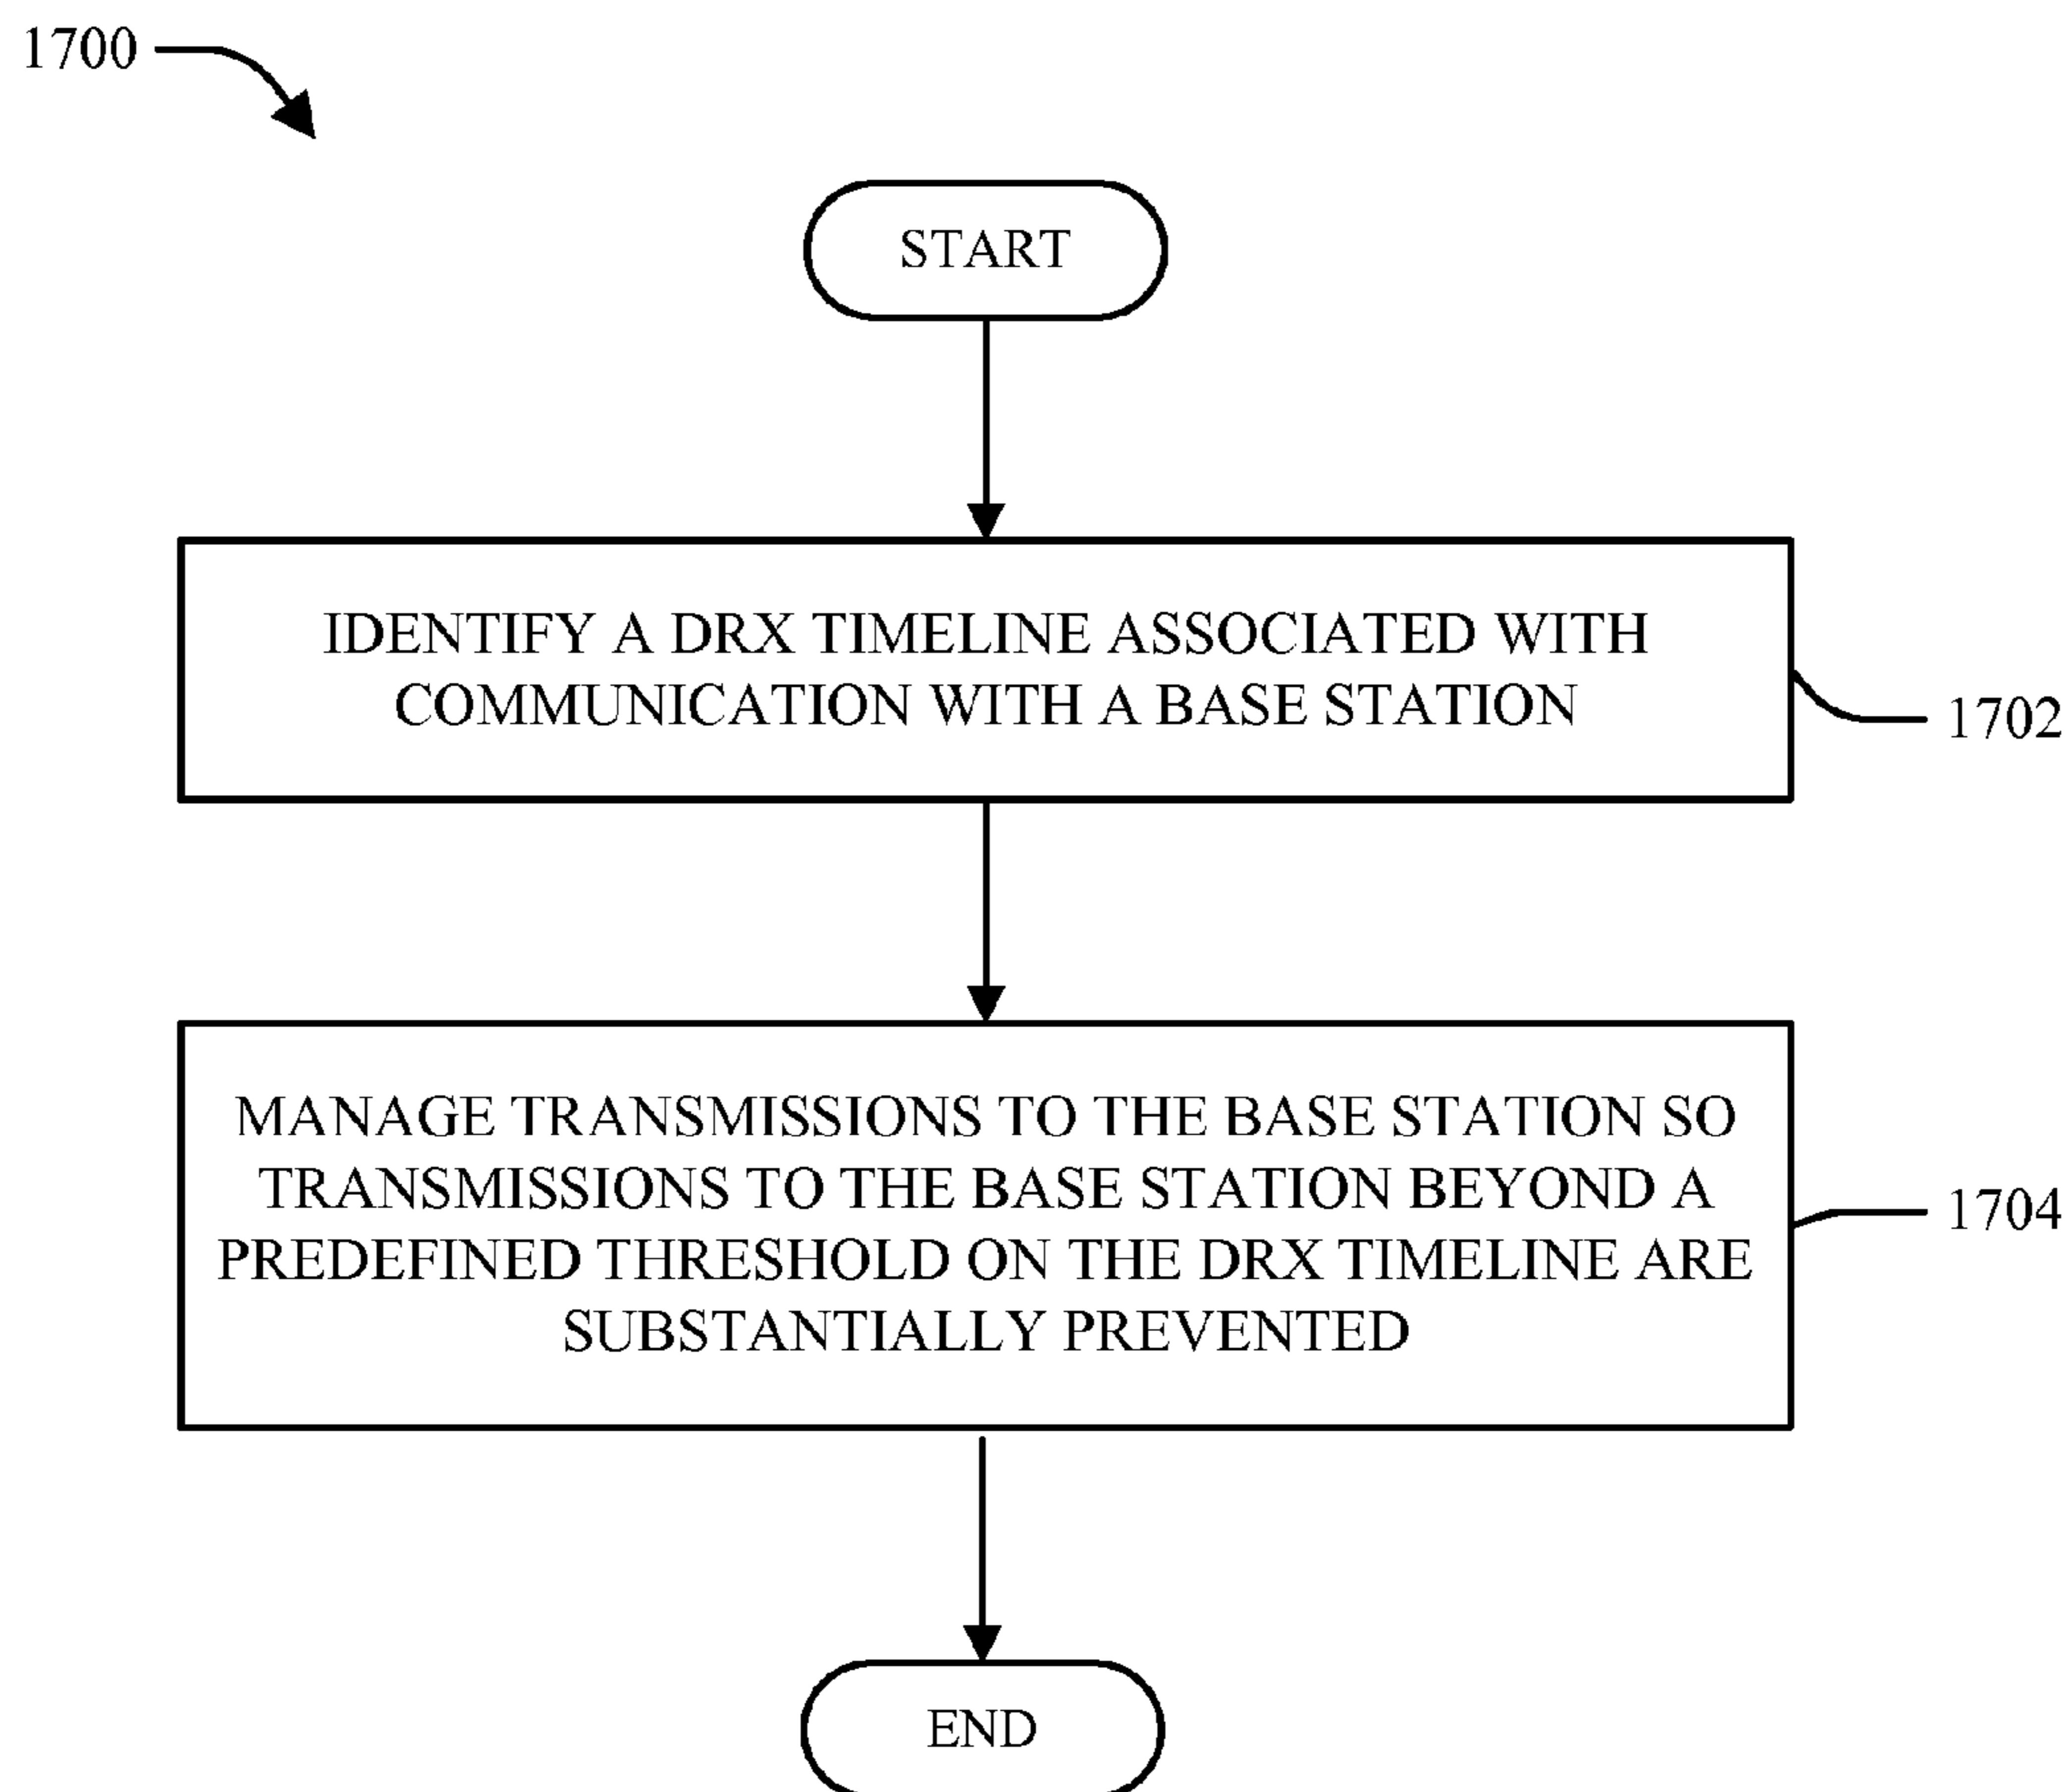 1700
START
IDENTIFY A DRX TIMELINE ASSOCIATED WITH
COMMUNICATION WITH A BASE STATION
1702
MANAGE TRANSMISSIONS TO THE BASE STATION SO
TRANSMISSIONS TO THE BASE STATION BEYOND A
PREDEFINED THRESHOLD ON THE DRX TIMELINE ARE
SUBSTANTIALLY PREVENTED
1704
END